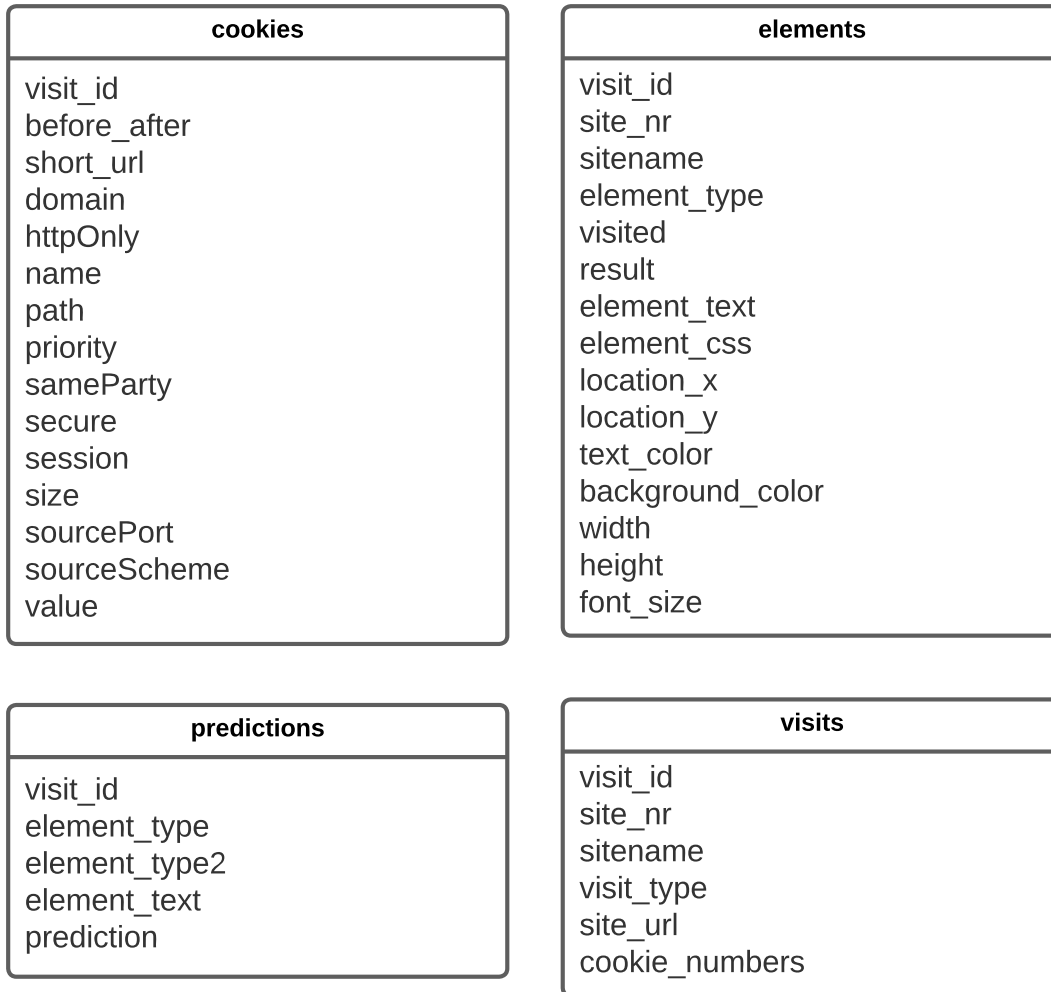 cookies
visit_id
before_after
short_url
domain
httpOnly
name
path
priority
sameParty
secure
session
size
sourcePort
sourceScheme
value
elements
visit_id
site_nr
sitename
element_type
visited
result
element_text
element_css
location_x
location_y
text_color
background_color
width
height
font_size
predictions
visit_id
element_type
element_type2
element_text
prediction
visits
visit_id
site_nr
sitename
visit_type
site_url
cookie_numbers